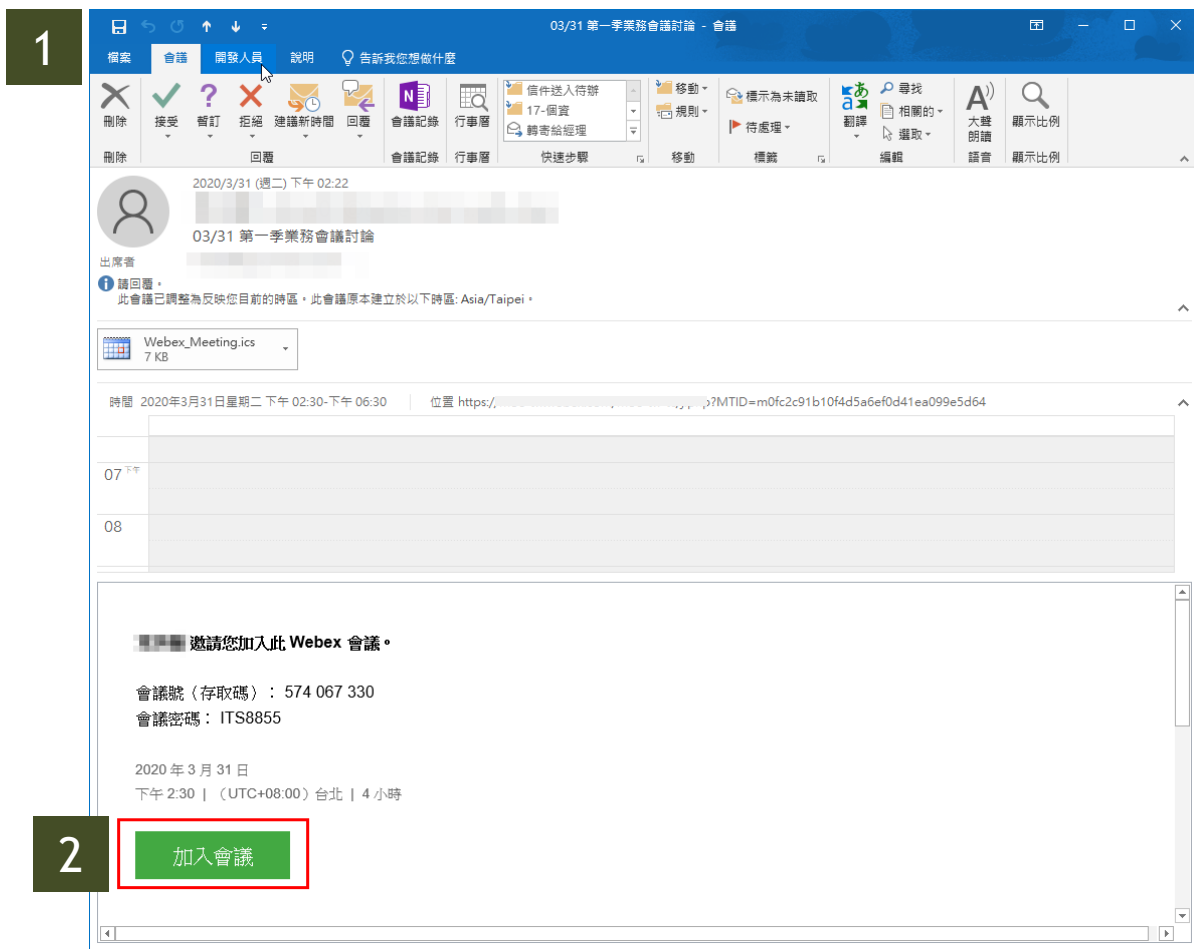 1
03/31 第一季業務會議討論 - 會議
檔案 會議 開發人員 說明 告訴我您想做什麼
刪除 接受 暫訂 拒絕 建議新時間 回覆 會議記錄 行事曆
信件送入待辦
17-個資
轉寄給經理
移動
規則
標示為未讀取
待處理
翻譯
尋找
相關的
選取
大聲朗讀
顯示比例
刪除 回覆 會議記錄 行事曆 快速步驟 移動 標籤 編輯 語音 顯示比例
2020/3/31 (週二) 下午 02:22
03/31 第一季業務會議討論
出席者
請回覆。
此會議已調整為反映您目前的時區。此會議原本建立於以下時區: Asia/Taipei。
Webex_Meeting.ics
7 KB
時間 2020年3月31日星期二 下午 02:30-下午 06:30 位置 https:/ ?MTID=m0fc2c91b10f4d5a6ef0d41ea099e5d64
07 下午
08
邀請您加入此 Webex 會議。
會議號（存取碼）： 574 067 330
會議密碼： ITS8855
2020 年 3 月 31 日
下午 2:30 | （UTC+08:00）台北 | 4 小時
2
加入會議